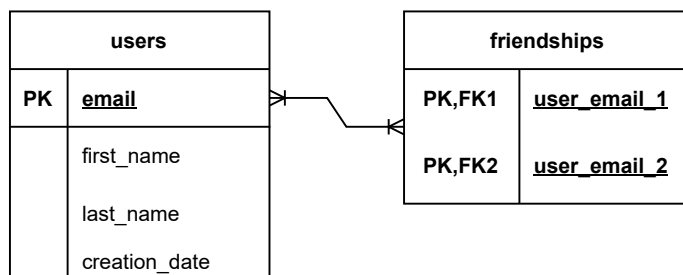 users
PK email
first_name
last_name
creation_date
friendships
PK,FK1 user_email_1
PK,FK2 user_email_2